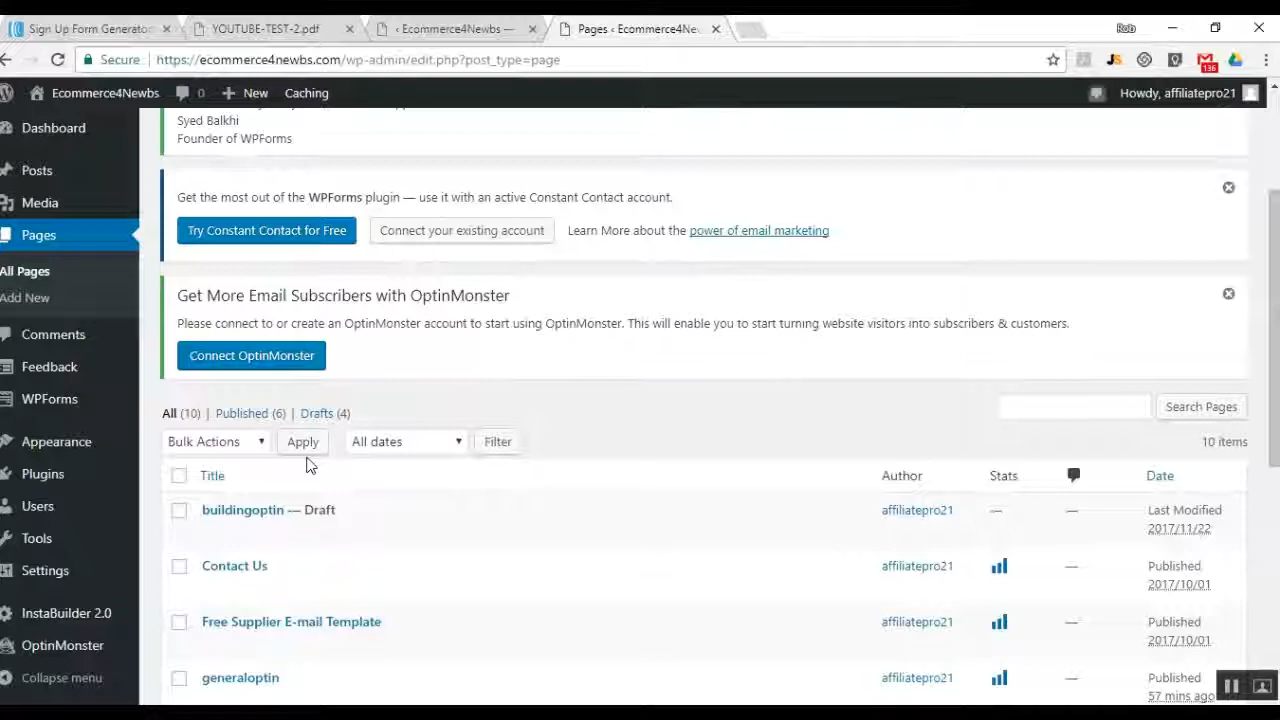 Sign Up Form Generato
YOUTUBE-TEST-2.pdf
‹ Ecommerce4Newbs —
Pages ‹ Ecommerce4Ne
Rob
Secure
https://ecommerce4newbs.com/wp-admin/edit.php?post_type=page
JS
136
Ecommerce4Newbs
0
New
Caching
Howdy, affiliatepro21
Dashboard
Posts
Media
Pages
All Pages
Add New
Comments
Feedback
WPForms
Appearance
Plugins
Users
Tools
Settings
InstaBuilder 2.0
OptinMonster
Collapse menu
Syed Balkhi
Founder of WPForms
Get the most out of the WPForms plugin — use it with an active Constant Contact account.
Try Constant Contact for Free
Connect your existing account
Learn More about the power of email marketing
Get More Email Subscribers with OptinMonster
Please connect to or create an OptinMonster account to start using OptinMonster. This will enable you to start turning website visitors into subscribers & customers.
Connect OptinMonster
All (10) | Published (6) | Drafts (4)
Search Pages
Bulk Actions
Apply
All dates
Filter
10 items
Title
Author
Stats
Date
buildingoptin — Draft
affiliatepro21
—
—
Last Modified
2017/11/22
Contact Us
affiliatepro21
—
Published
2017/10/01
Free Supplier E-mail Template
affiliatepro21
—
Published
2017/10/01
generaloptin
affiliatepro21
—
Published
57 mins ago